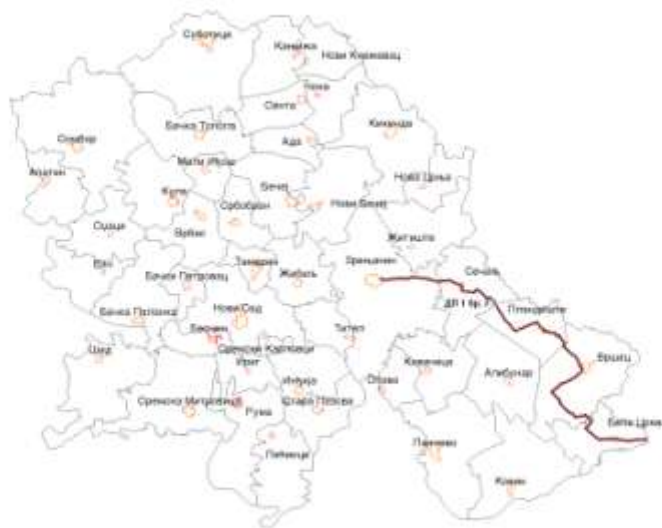 Суботица
Кањижа
Нови Кнежевац
Чока
Сента
Бачка Топола
Ада
Кикинда
Сомбор
Мали Иђош
Апатин
Кула
Бечеј
Нова Црња
Србобран
Нови Бечеј
Врбас
Оџаци
Житиште
Бач
Темерин
Зрењанин
Сечањ
Бачки Петровац
Жабаљ
ДП 1 бр. 7
Пландиште
Нови Сад
Бачка Паланка
Беочин
Тител
Сремски Карловци
Шид
Ириг
Ковачица
Вршац
Алибунар
Инђија
Опово
Сремска Митровица
Рума
Стара Пазова
Бела Црква
Панчево
Пећинци
Ковин